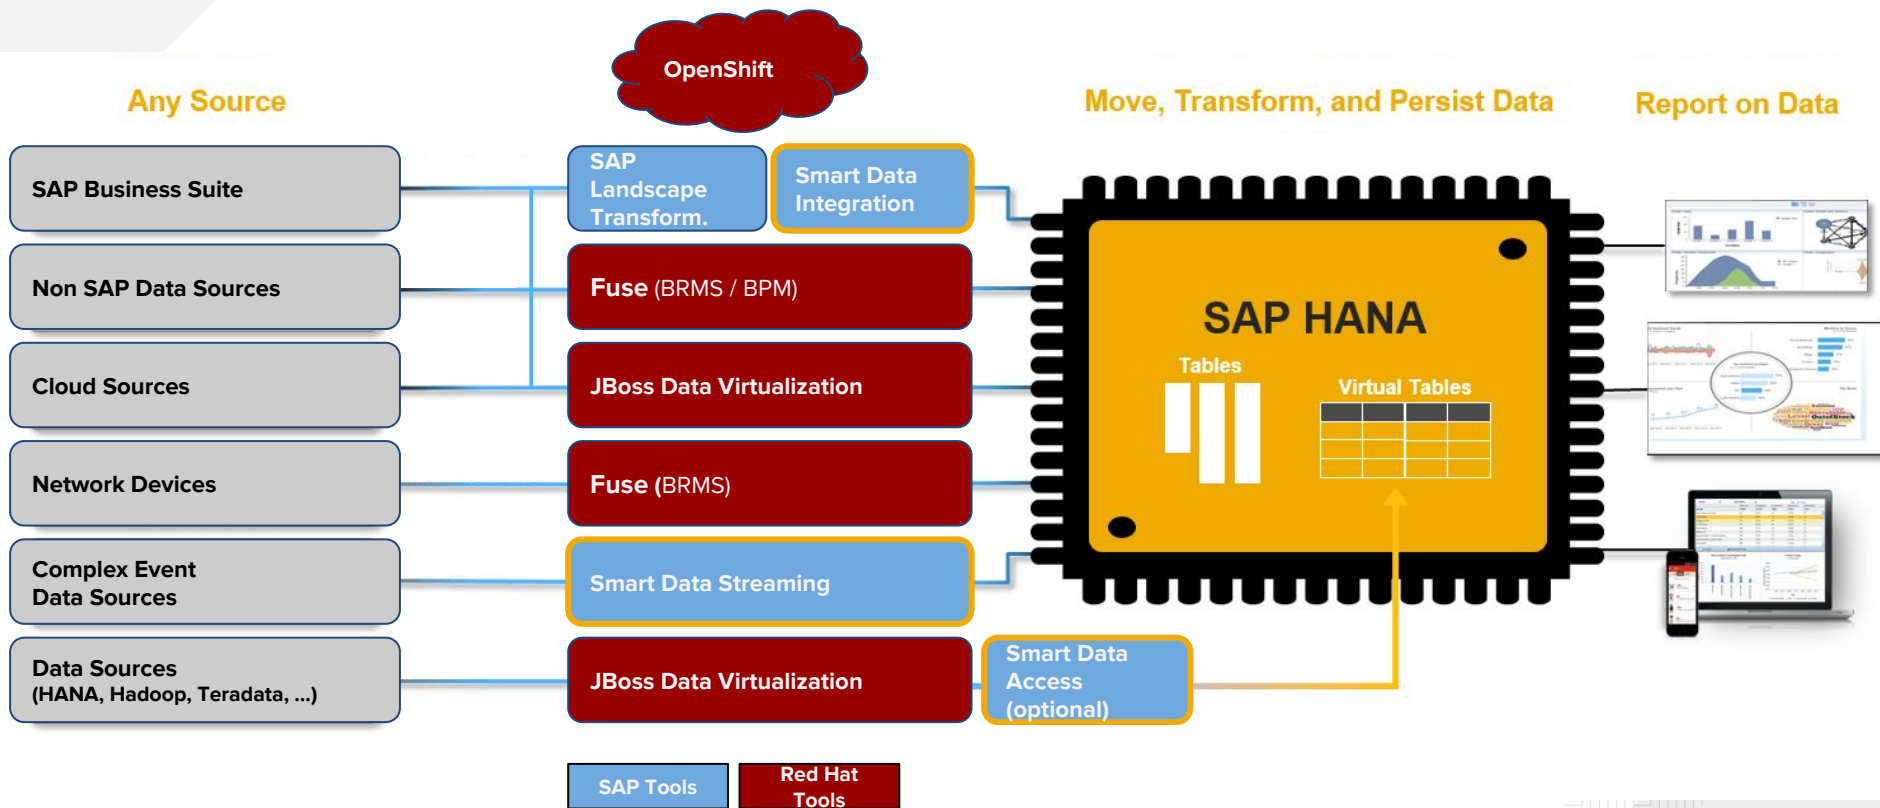 OpenShift
Any Source
Move, Transform, and Persist Data
Report on Data
SAP Business Suite
SAP
Landscape
Transform.
Smart Data
Integration
Non SAP Data Sources
Fuse (BRMS / BPM)
Cloud Sources
JBoss Data Virtualization
Network Devices
Fuse (BRMS)
Complex Event
Data Sources
Smart Data Streaming
Data Sources
(HANA, Hadoop, Teradata, ...)
JBoss Data Virtualization
Smart Data
Access
(optional)
SAP HANA
Tables
Virtual Tables
SAP Tools
Red Hat
Tools